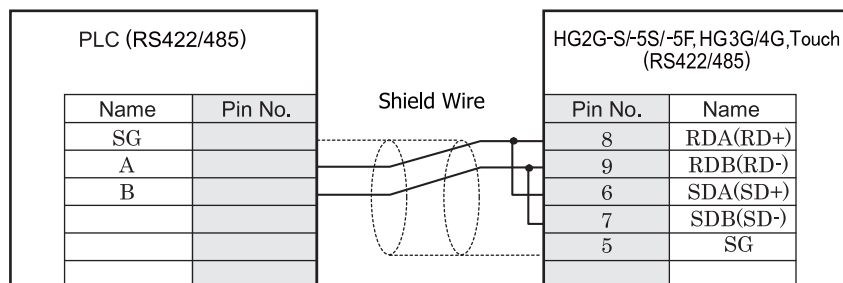 PLC (RS422/485)
HG2G-S/-5S/-5F,HG3G/4G,Touch
(RS422/485)
Shield Wire
Name Pin No.
SG
A
B
Pin No. Name
8 RDA(RD+)
9 RDB(RD-)
6 SDA(SD+)
7 SDB(SD-)
5 SG